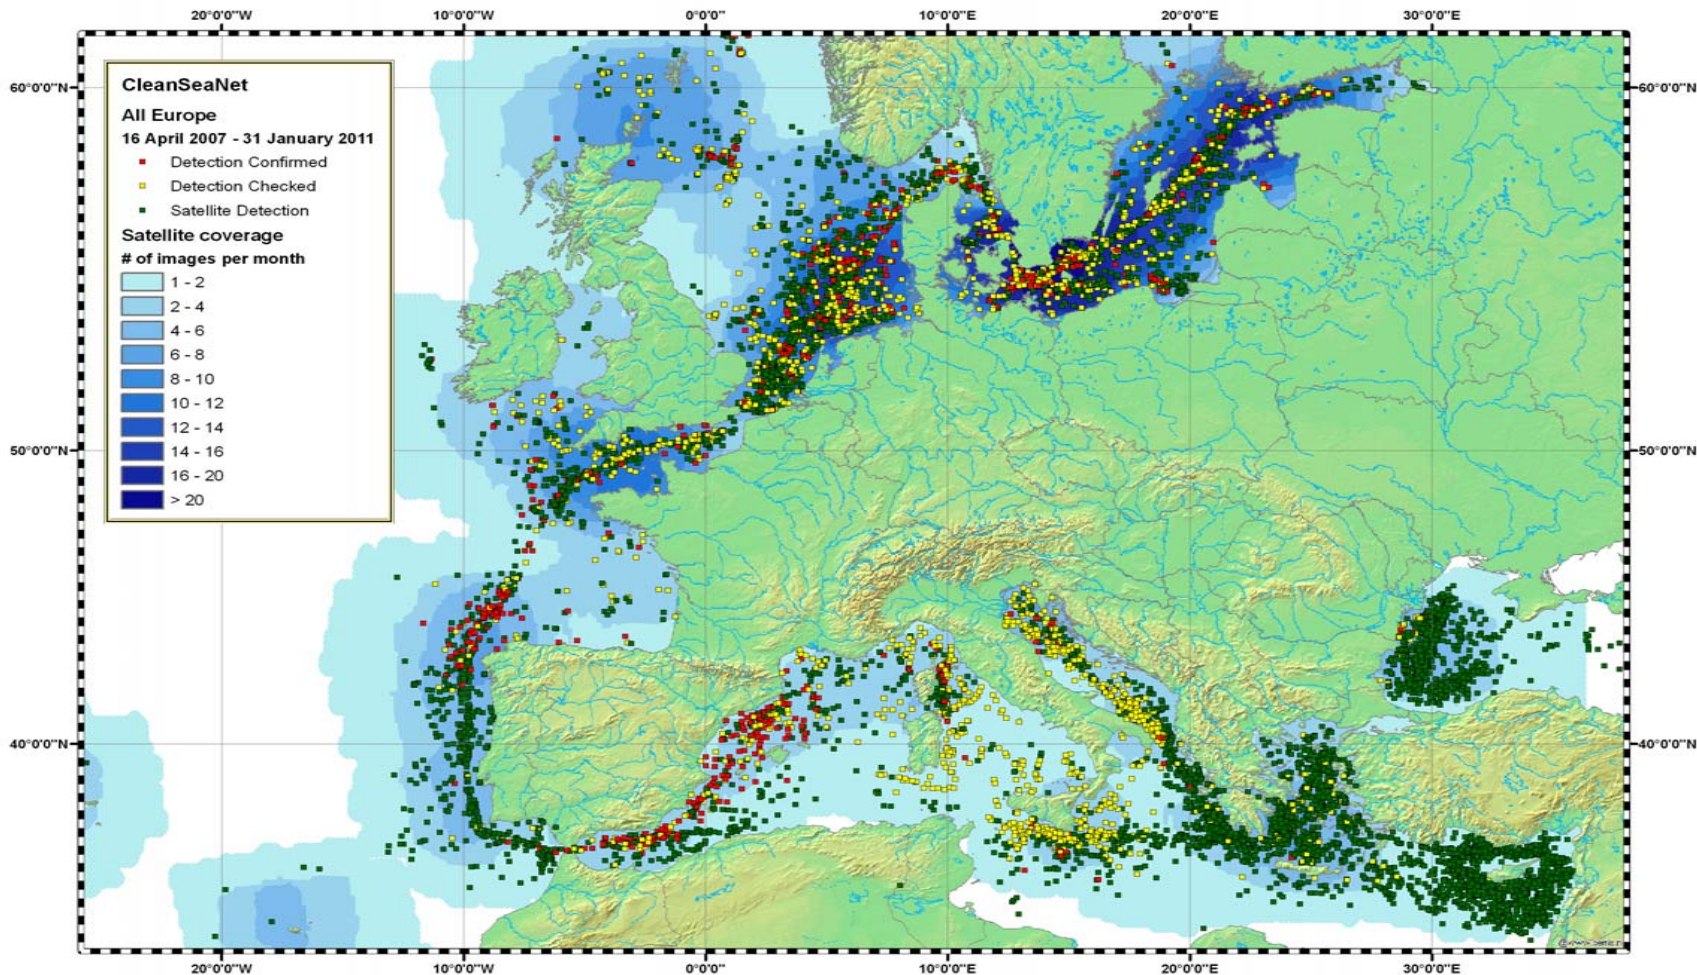 20°0'0"W 10°0'0"W 0°0'0" 10°0'0"E 20°0'0"E 30°0'0"E
CleanSeaNet
All Europe
16 April 2007 - 31 January 2011
Detection Confirmed
Detection Checked
Satellite Detection
Satellite coverage
# of images per month
1 - 2
2 - 4
4 - 6
6 - 8
8 - 10
10 - 12
12 - 14
14 - 16
16 - 20
> 20
60°0'0"N 60°0'0"N
50°0'0"N 50°0'0"N
40°0'0"N 40°0'0"N
20°0'0"W 10°0'0"W 0°0'0" 10°0'0"E 20°0'0"E 30°0'0"E